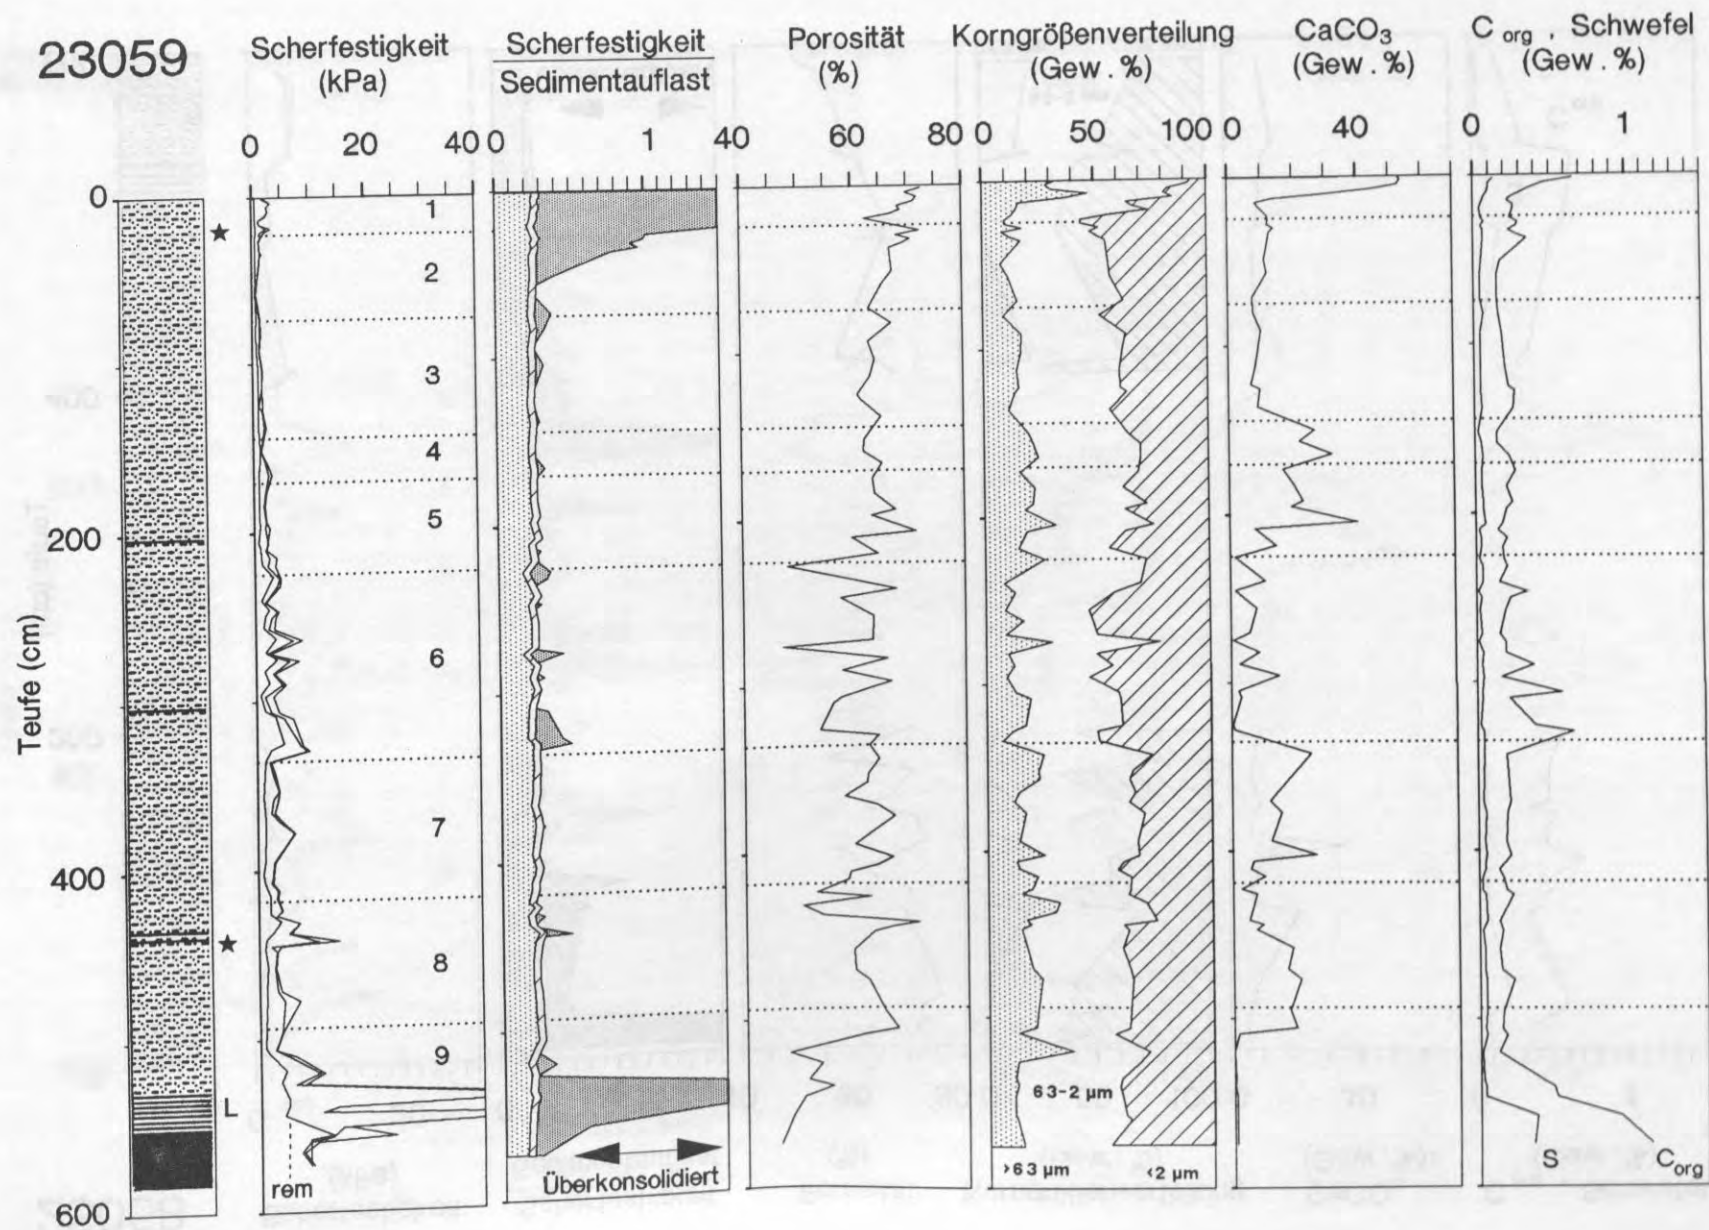 23059
Scherfestigkeit
(kPa)
Scherfestigkeit
Sedimentauflast
Porosität
(%)
Korngrößenverteilung
(Gew. %)
CaCO3
(Gew. %)
C org , Schwefel
(Gew. %)
0 20 40 0 1 40 60 80 0 50 100 0 40 0 1
0
200
400
600
Teufe (cm)
★
★
L
1
2
3
4
5
6
7
8
9
rem
Überkonsolidiert
63-2 µm
>63 µm
<2 µm
S
Corg